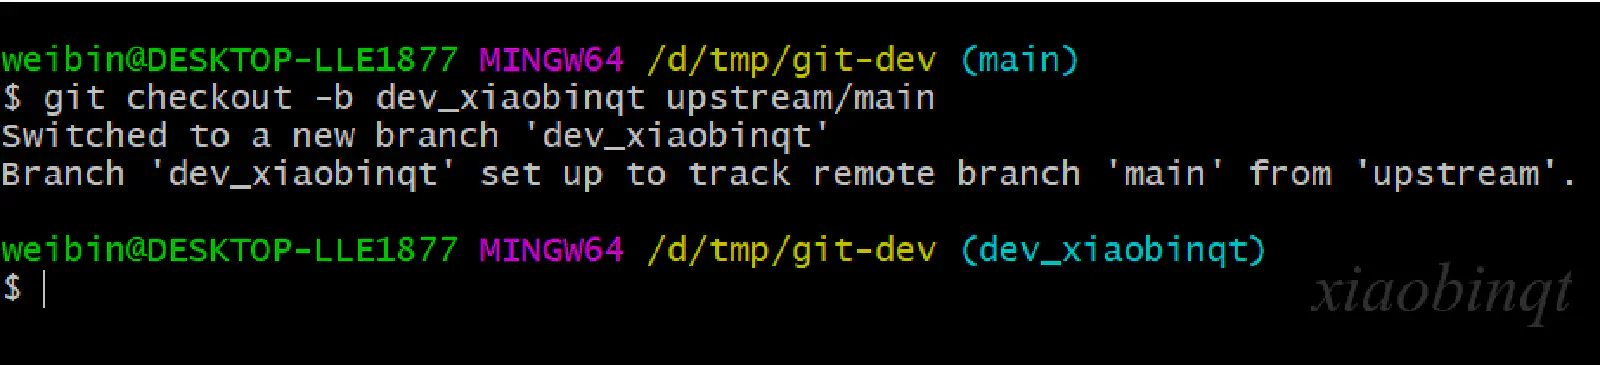 weibin@DESKTOP-LLE1877 MINGW64 /d/tmp/git-dev (main)
$ git checkout -b dev_xiaobinqt upstream/main
Switched to a new branch 'dev_xiaobinqt'
Branch 'dev_xiaobinqt' set up to track remote branch 'main' from 'upstream'.
weibin@DESKTOP-LLE1877 MINGW64 /d/tmp/git-dev (dev_xiaobinqt)
$
xiaobinqt